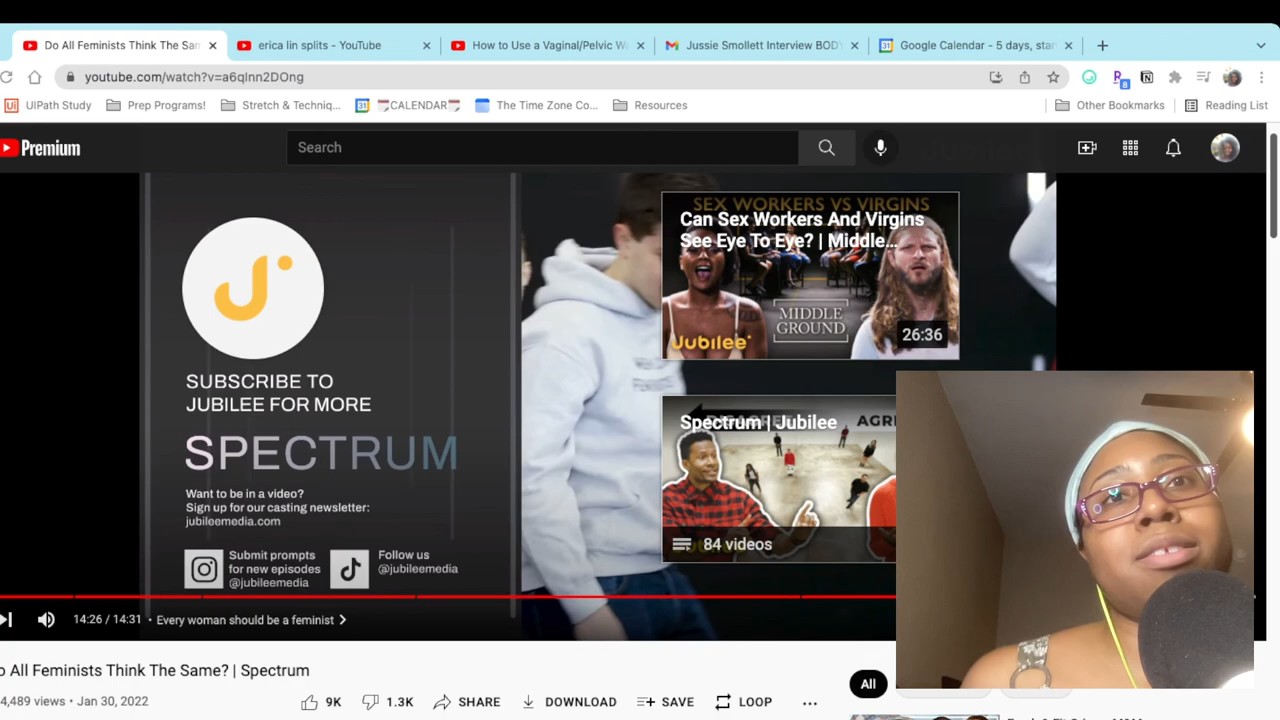 Do All Feminists Think The San
erica lin splits - YouTube
How to Use a Vaginal/Pelvic W
Jussie Smollett Interview BOD
Google Calendar - 5 days, star
youtube.com/watch?v=a6qInn2DOng
Ui UIPath Study
Prep Programs!
Stretch & Techniq...
31 CALENDAR
The Time Zone Co...
Resources
Other Bookmarks
Reading List
Premium
Search
SUBSCRIBE TO
JUBILEE FOR MORE
SPECTRUM
Want to be in a video?
Sign up for our casting newsletter:
jubileemedia.com
Submit prompts
for new episodes
@jubileemedia
Follow us
@jubileemedia
SEX WORKERS VS VIRGINS
Can Sex Workers And Virgins
See Eye To Eye? | Middle...
MIDDLE
GROUND
Jubilee
26:36
Spectrum | Jubilee
84 videos
14:26 / 14:31 • Every woman should be a feminist
o All Feminists Think The Same? | Spectrum
4,489 views • Jan 30, 2022
9K
1.3K
SHARE
DOWNLOAD
SAVE
LOOP
All